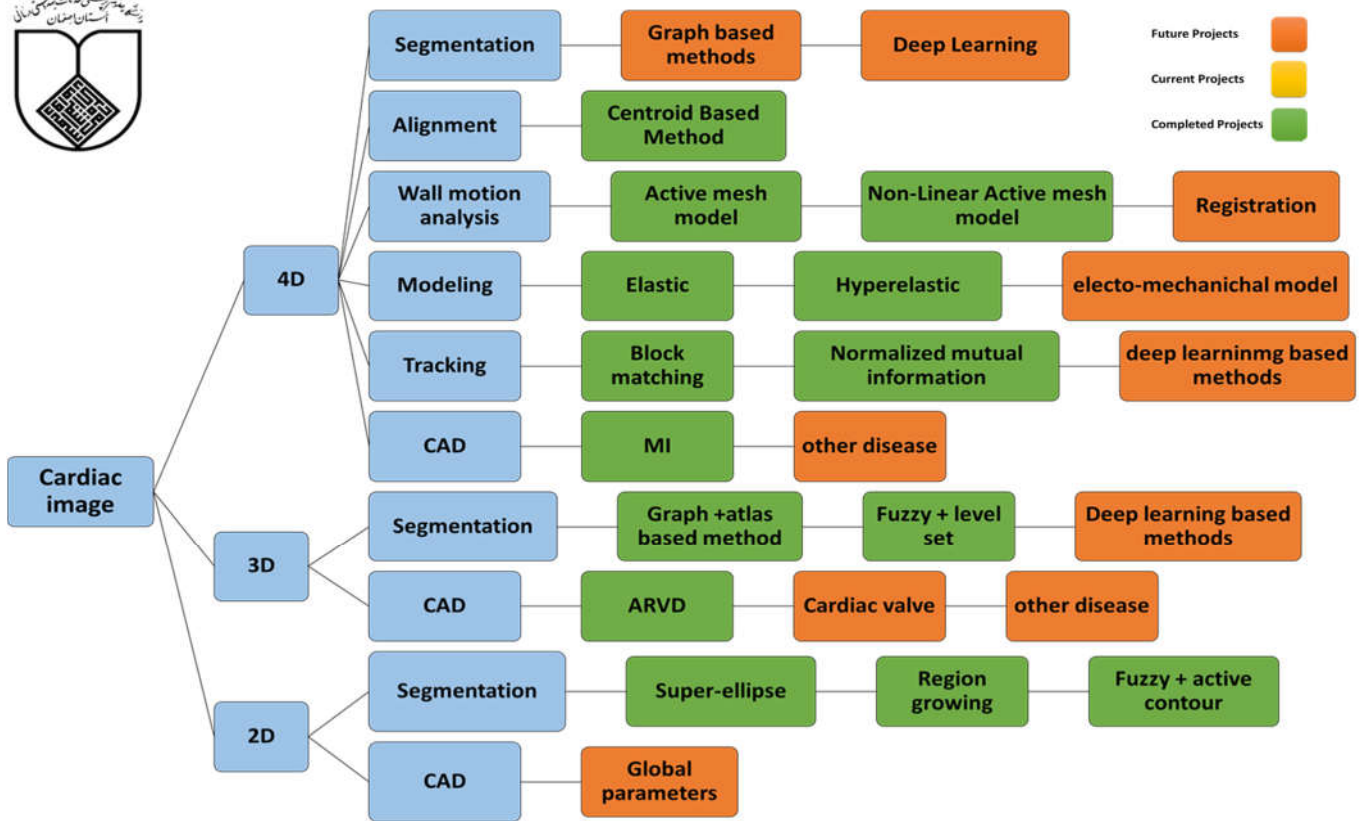 استان اصفهان
Segmentation
Graph based
methods
Deep Learning
Future Projects
Current Projects
Completed Projects
Alignment
Centroid Based
Method
Wall motion
analysis
Active mesh
model
Non-Linear Active mesh
model
Registration
4D
Modeling
Elastic
Hyperelastic
electo-mechanichal model
Tracking
Block
matching
Normalized mutual
information
deep learninmg based
methods
CAD
MI
other disease
Cardiac
image
3D
Segmentation
Graph +atlas
based method
Fuzzy + level
set
Deep learning based
methods
CAD
ARVD
Cardiac valve
other disease
2D
Segmentation
Super-ellipse
Region
growing
Fuzzy + active
contour
CAD
Global
parameters